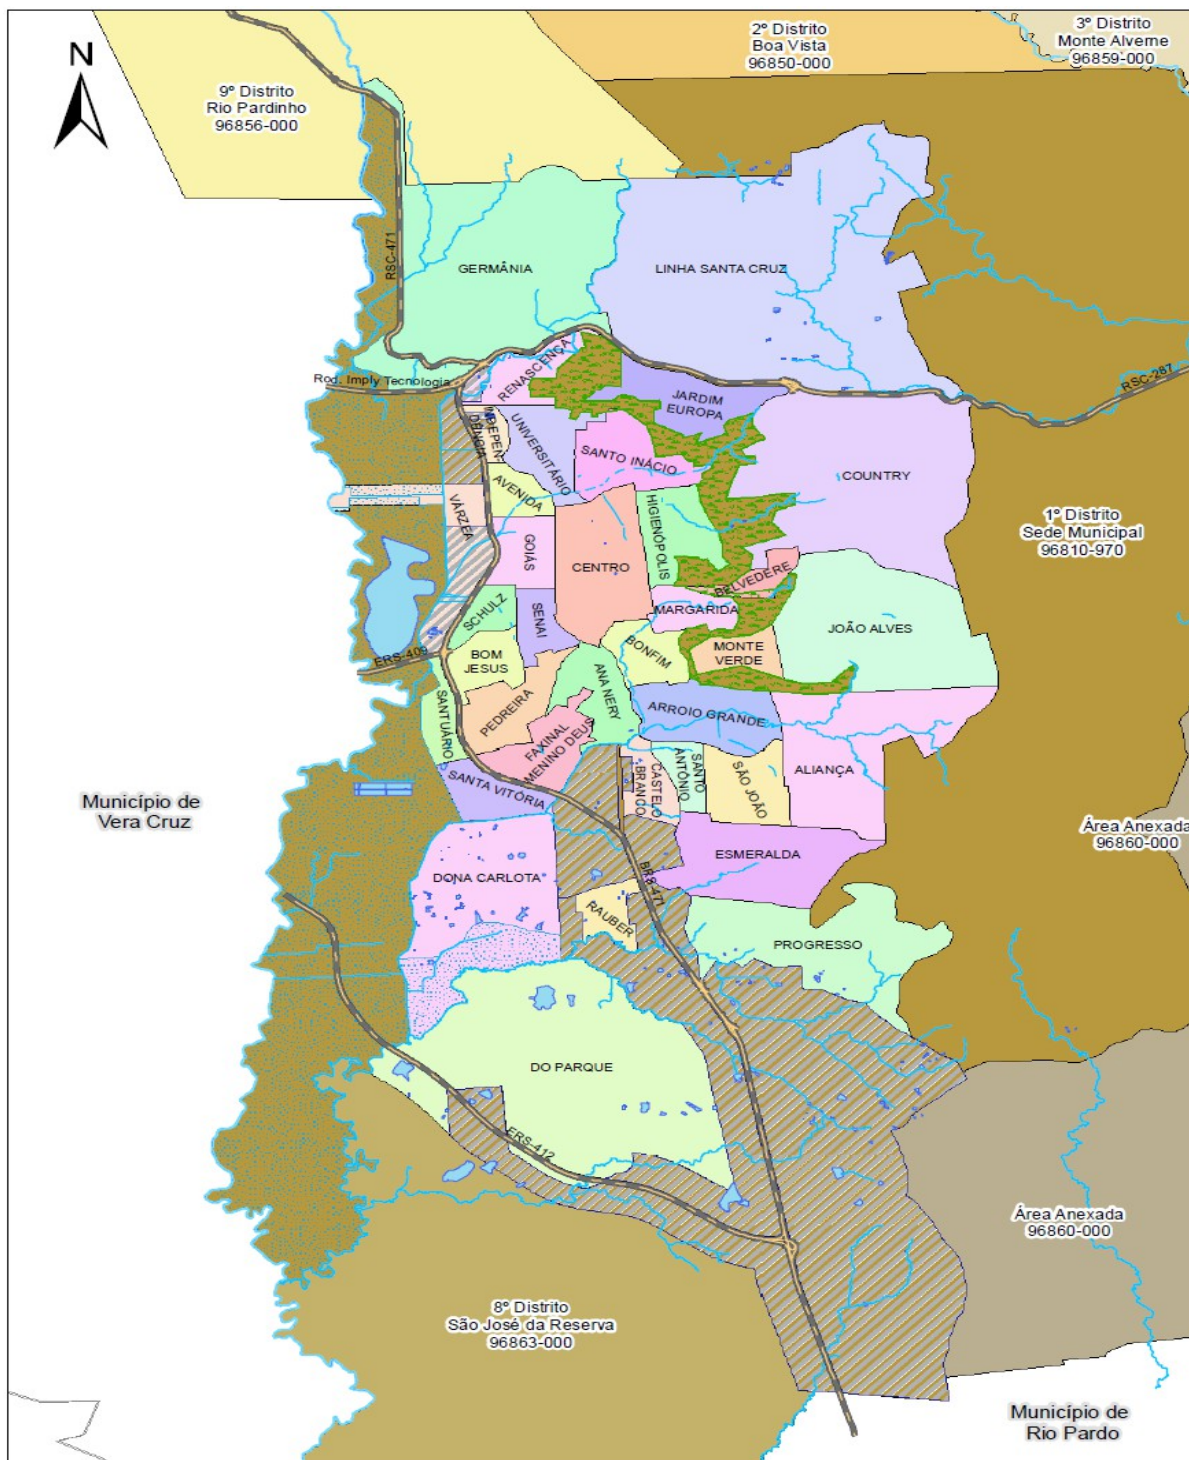 2º Distrito
Boa Vista
96850-000
3º Distrito
Monte Alverne
96859-000
N
9º Distrito
Rio Pardinho
96856-000
RSC-471
GERMÂNIA
LINHA SANTA CRUZ
RENASCENÇA
Rod. Imply Tecnologia
RSC-287
JARDIM
EUROPA
INDEPEN-
DÊNCIA
UNIVERSITÁRIO
SANTO INÁCIO
COUNTRY
AVENIDA
VÁRZEA
HIGIENÓPOLIS
1º Distrito
Sede Municipal
96810-970
GOIÁS
CENTRO
BELVEDERE
SCHULZ
SENAI
MARGARIDA
JOÃO ALVES
ERS-409
BOM
JESUS
BONFIM
MONTE
VERDE
SANTUÁRIO
PEDREIRA
ANA NERY
ARROIO GRANDE
FAXINAL
MENINO DEUS
SANTA VITÓRIA
CASTELO
BRANCO
SANTO
ANTÔNIO
SÃO JOÃO
ALIANÇA
Município de
Vera Cruz
Área Anexada
96860-000
ESMERALDA
BRS-471
DONA CARLOTA
RAUBER
PROGRESSO
DO PARQUE
ERS-412
Área Anexada
96860-000
8º Distrito
São José da Reserva
96863-000
Município de
Rio Pardo